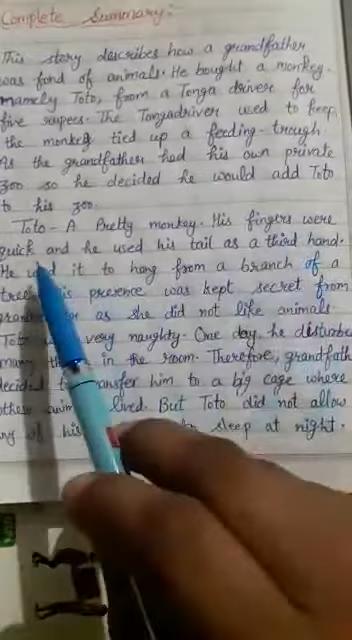 Complete Summary:
This story describes how a grandfather
was fond of animals. He bought a monkey
namely Toto, from a Tonga driver for
five rupees. The Tongadriver used to keep
the monkey tied up a feeding-trough
As the grandfather had his own private
zoo so he decided he would add Toto
to his zoo.
Toto - A Pretty monkey. His fingers were
quick and he used his tail as a third hand.
He it to hang from a branch of a
presence was kept secret from
as she did not like animals.
very naughty. One day he disturbe
many in the room. Therefore, grandfath
decided transfer him to a big cage where
lived. But Toto did not allow
of his sleep at night.